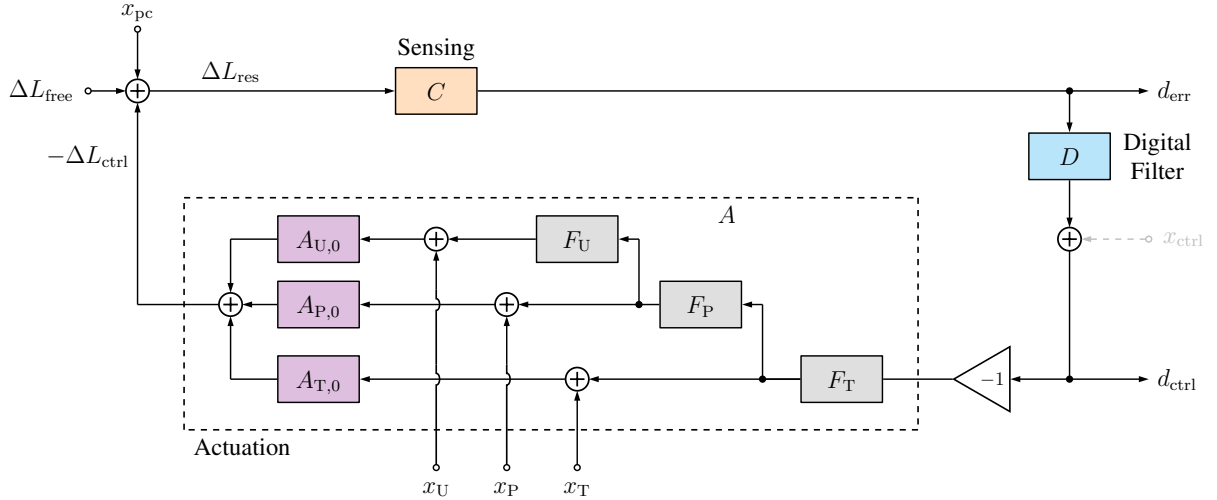 x_pc
Sensing
ΔL_free
ΔL_res
C
d_err
−ΔL_ctrl
D
Digital
Filter
A
A_U,0
F_U
x_ctrl
A_P,0
F_P
A_T,0
F_T
−1
d_ctrl
Actuation
x_U
x_P
x_T